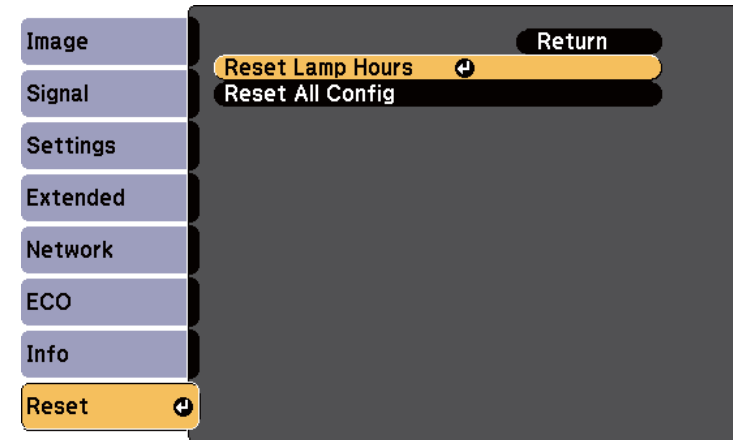 Image
Signal
Settings
Extended
Network
ECO
Info
Reset
Return
Reset Lamp Hours
Reset All Config